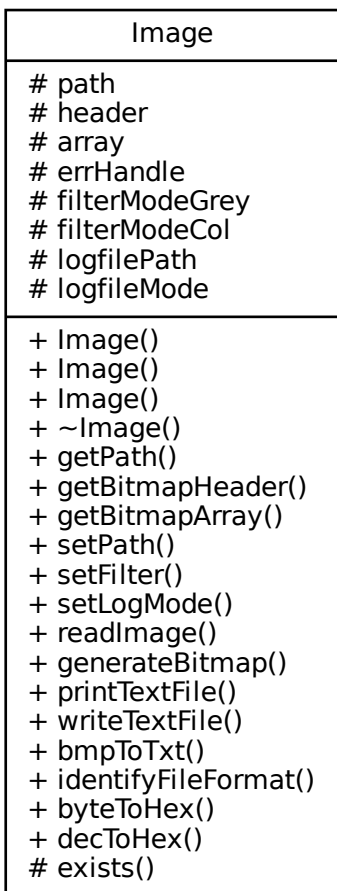 Image
# path
# header
# array
# errHandle
# filterModeGrey
# filterModeCol
# logfilePath
# logfileMode
+ Image()
+ Image()
+ Image()
+ ~Image()
+ getPath()
+ getBitmapHeader()
+ getBitmapArray()
+ setPath()
+ setFilter()
+ setLogMode()
+ readImage()
+ generateBitmap()
+ printTextFile()
+ writeTextFile()
+ bmpToTxt()
+ identifyFileFormat()
+ byteToHex()
+ decToHex()
# exists()